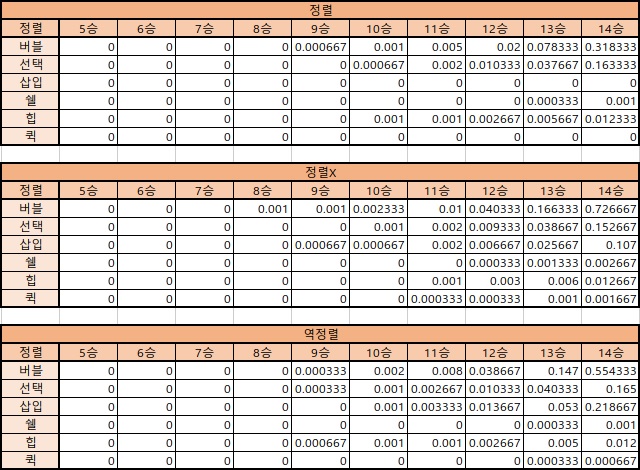 정렬
정렬 5승 6승 7승 8승 9승 10승 11승 12승 13승 14승
버블 0 0 0 0 0.000667 0.001 0.005 0.02 0.078333 0.318333
선택 0 0 0 0 0 0.000667 0.002 0.010333 0.037667 0.163333
삽입 0 0 0 0 0 0 0 0 0 0
쉘 0 0 0 0 0 0 0 0 0.000333 0.001
힙 0 0 0 0 0 0.001 0.001 0.002667 0.005667 0.012333
퀵 0 0 0 0 0 0 0 0 0 0
정렬X
정렬 5승 6승 7승 8승 9승 10승 11승 12승 13승 14승
버블 0 0 0 0.001 0.001 0.002333 0.01 0.040333 0.166333 0.726667
선택 0 0 0 0 0 0.001 0.002 0.009333 0.038667 0.152667
삽입 0 0 0 0 0.000667 0.000667 0.002 0.006667 0.025667 0.107
쉘 0 0 0 0 0 0 0 0.000333 0.001333 0.002667
힙 0 0 0 0 0 0 0.001 0.003 0.006 0.012667
퀵 0 0 0 0 0 0 0.000333 0.000333 0.001 0.001667
역정렬
정렬 5승 6승 7승 8승 9승 10승 11승 12승 13승 14승
버블 0 0 0 0 0.000333 0.002 0.008 0.038667 0.147 0.554333
선택 0 0 0 0 0.000333 0.001 0.002667 0.010333 0.040333 0.165
삽입 0 0 0 0 0 0.001 0.003333 0.013667 0.053 0.218667
쉘 0 0 0 0 0 0 0 0 0.000333 0.001
힙 0 0 0 0 0.000667 0.001 0.001 0.002667 0.005 0.012
퀵 0 0 0 0 0 0 0 0 0.000333 0.000667